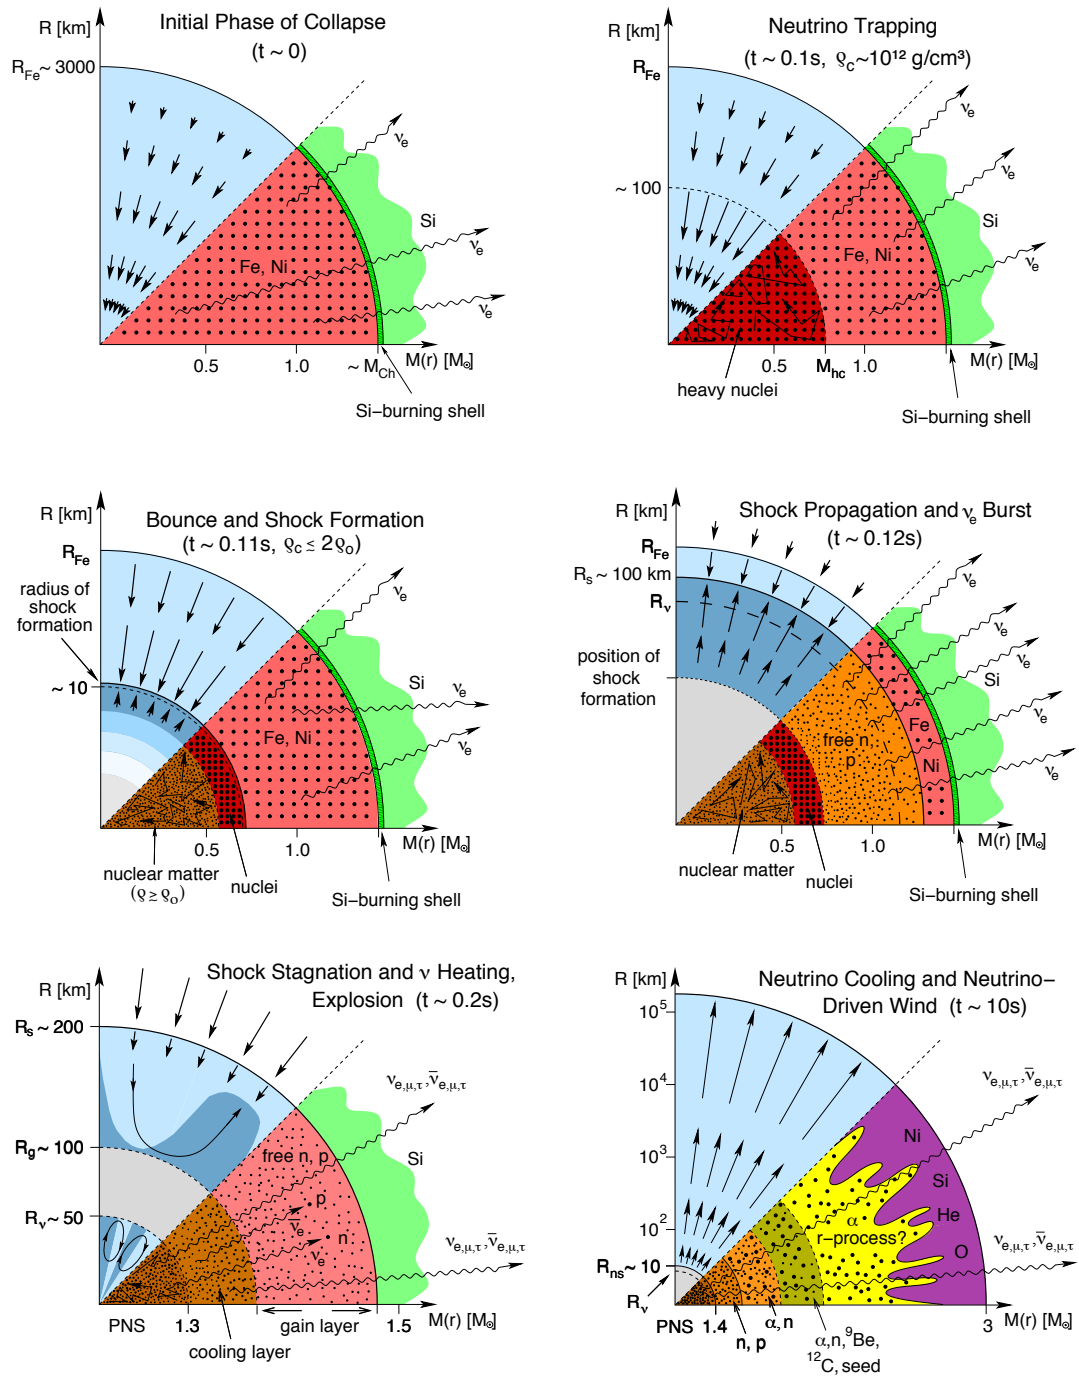 Initial Phase of Collapse
(t ~ 0)
R [km]
R_Fe ~ 3000
ν_e
Si
ν_e
Fe, Ni
ν_e
0.5
1.0
~ M_Ch
M(r) [M☉]
Si−burning shell
Neutrino Trapping
(t ~ 0.1s, ϱ_c ~10¹² g/cm³)
R [km]
R_Fe
ν_e
~ 100
ν_e
Si
Fe, Ni
ν_e
0.5
M_hc
1.0
M(r) [M☉]
heavy nuclei
Si−burning shell
Bounce and Shock Formation
(t ~ 0.11s, ϱ_c ≲ 2ϱ_o)
R [km]
R_Fe
radius of
shock
formation
ν_e
~ 10
Si
ν_e
Fe, Ni
ν_e
0.5
1.0
M(r) [M☉]
nuclear matter
(ϱ ≳ ϱ_o)
nuclei
Si−burning shell
Shock Propagation and ν_e Burst
(t ~ 0.12s)
R [km]
R_Fe
R_s ~ 100 km
R_ν
ν_e
ν_e
position of
shock
formation
ν_e
Si
ν_e
Fe
free n,
p
Ni
ν_e
0.5
1.0
M(r) [M☉]
nuclear matter
nuclei
Si−burning shell
Shock Stagnation and ν Heating,
Explosion (t ~ 0.2s)
R [km]
R_s ~ 200
ν_e,μ,τ , ν̄_e,μ,τ
R_g ~ 100
free n, p
Si
p
R_ν ~ 50
ν̄_e
n
ν_e
ν_e,μ,τ , ν̄_e,μ,τ
PNS
1.3
gain layer
1.5
M(r) [M☉]
cooling layer
Neutrino Cooling and Neutrino−
Driven Wind (t ~ 10s)
R [km]
10⁵
10⁴
ν_e,μ,τ , ν̄_e,μ,τ
Ni
10³
Si
He
α
10²
r−process?
O
ν_e,μ,τ , ν̄_e,μ,τ
R_ns ~ 10
R_ν
PNS
1.4
α, n
3
M(r) [M☉]
n, p
α, n, ⁹Be,
¹²C, seed